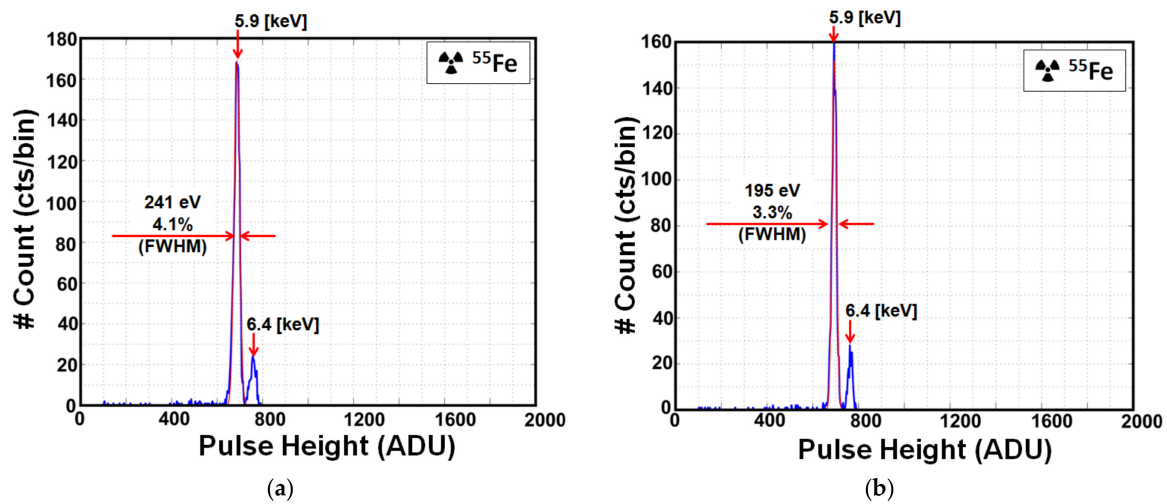 5.9 [keV]
180
160
140
120
100
80
60
40
20
0
# Count (cts/bin)
55Fe
241 eV
4.1%
(FWHM)
6.4 [keV]
0
400
800
1200
1600
2000
Pulse Height (ADU)
(a)
5.9 [keV]
160
140
120
100
80
60
40
20
0
# Count (cts/bin)
55Fe
195 eV
3.3%
(FWHM)
6.4 [keV]
0
400
800
1200
1600
2000
Pulse Height (ADU)
(b)